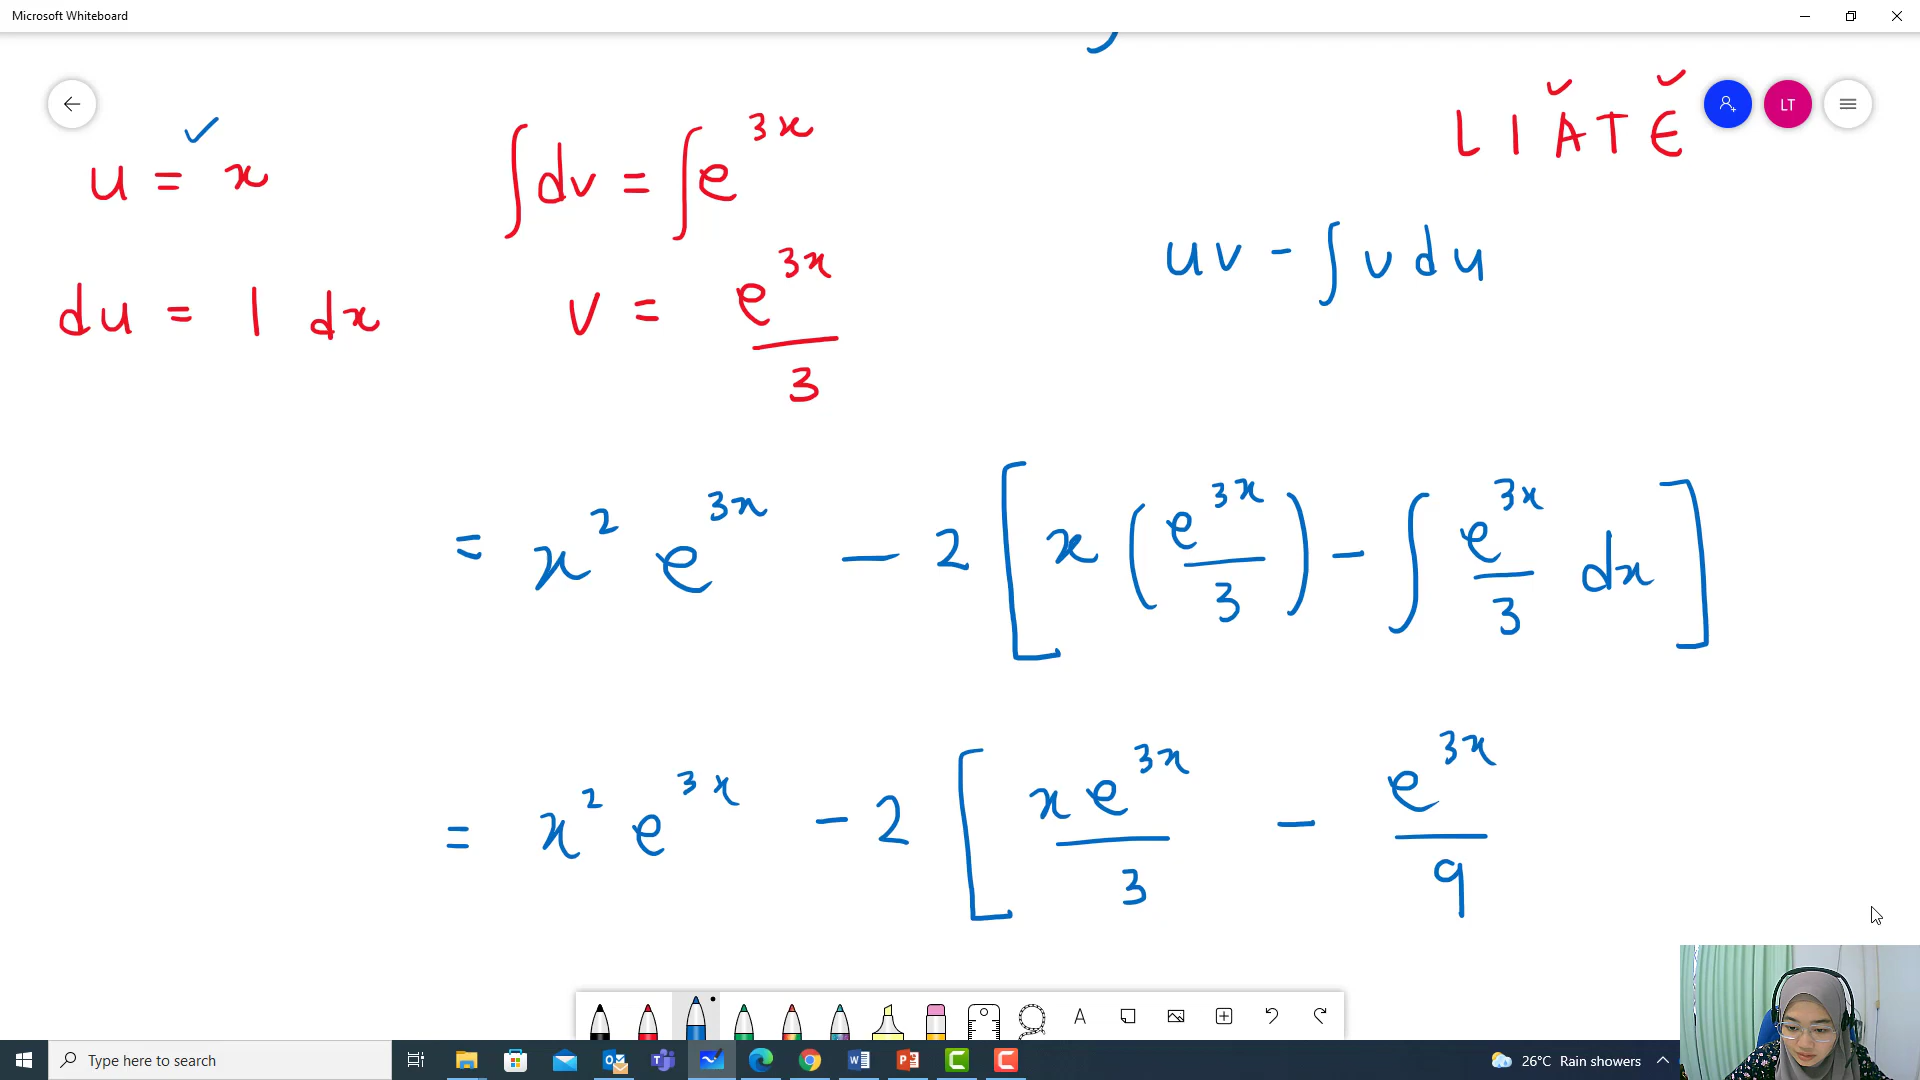 Microsoft Whiteboard
L I A T E
LT
u = x
∫dv = ∫e^{3x}
uv - ∫v du
du = 1 dx
v = e^{3x}/3
= x^2 e^{3x} - 2 [ x ( e^{3x}/3 ) - ∫ e^{3x}/3 dx ]
= x^2 e^{3x} - 2 [ xe^{3x}/3 - e^{3x}/9
A
Type here to search
26°C Rain showers